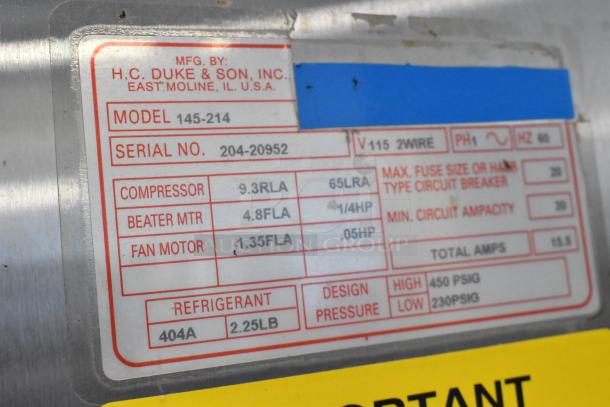 MFG. BY:
H.C. DUKE & SON, INC.
EAST MOLINE, IL. U.S.A.
MODEL 145-214
SERIAL NO. 204-20952 V 115 2WIRE PH 1 HZ 60
COMPRESSOR 9.3RLA 65LRA
BEATER MTR 4.8FLA 1/4HP
FAN MOTOR 1.35FLA .05HP
MAX. FUSE SIZE OR HABR
TYPE CIRCUIT BREAKER 20
MIN. CIRCUIT AMPACITY 20
TOTAL AMPS 15.5
REFRIGERANT
404A 2.25LB
DESIGN PRESSURE
HIGH 450 PSIG
LOW 230PSIG
AUCTION GROUP